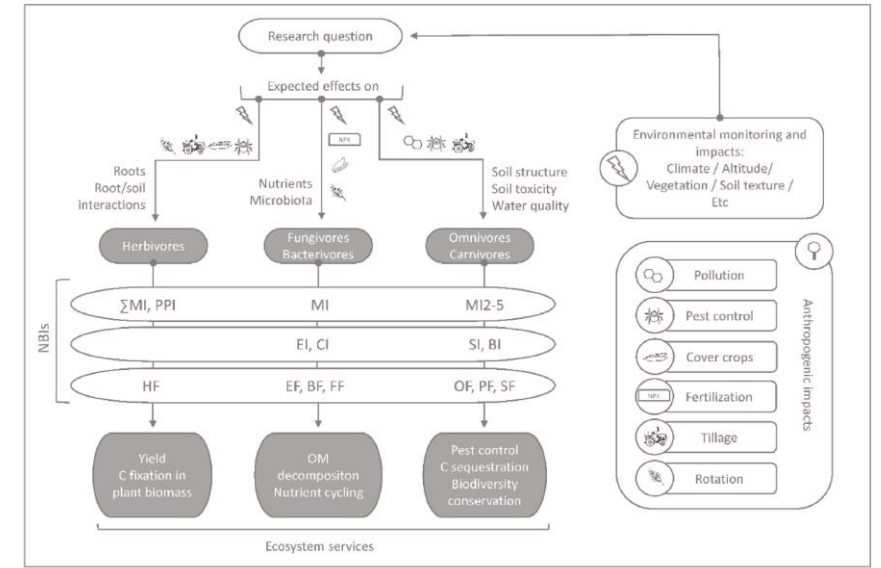 Research question
Expected effects on
NPK
Roots
Root/soil
interactions
Nutrients
Microbiota
Soil structure
Soil toxicity
Water quality
Herbivores
Fungivores
Bacterivores
Omnivores
Carnivores
NBIs
∑MI, PPI
MI
MI2-5
EI, CI
SI, BI
HF
EF, BF, FF
OF, PF, SF
Yield
C fixation in
plant biomass
OM
decompositon
Nutrient cycling
Pest control
C sequestration
Biodiversity
conservation
Ecosystem services
Environmental monitoring and
impacts:
Climate / Altitude/
Vegetation / Soil texture /
Etc
Pollution
Pest control
Cover crops
NPK
Fertilization
Tillage
Rotation
Anthropogenic impacts